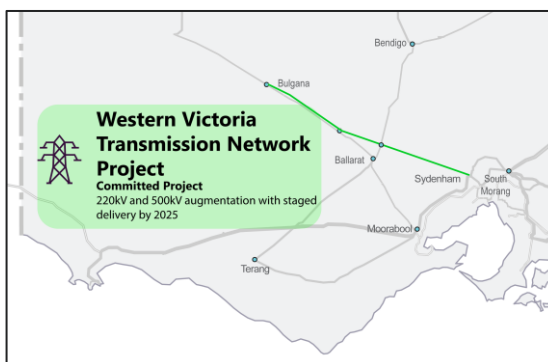 Bendigo
Bulgana
Western Victoria
Transmission Network
Project
Committed Project
220kV and 500kV augmentation with staged
delivery by 2025
Ballarat
Sydenham
South
Morang
Moorabool
Terang